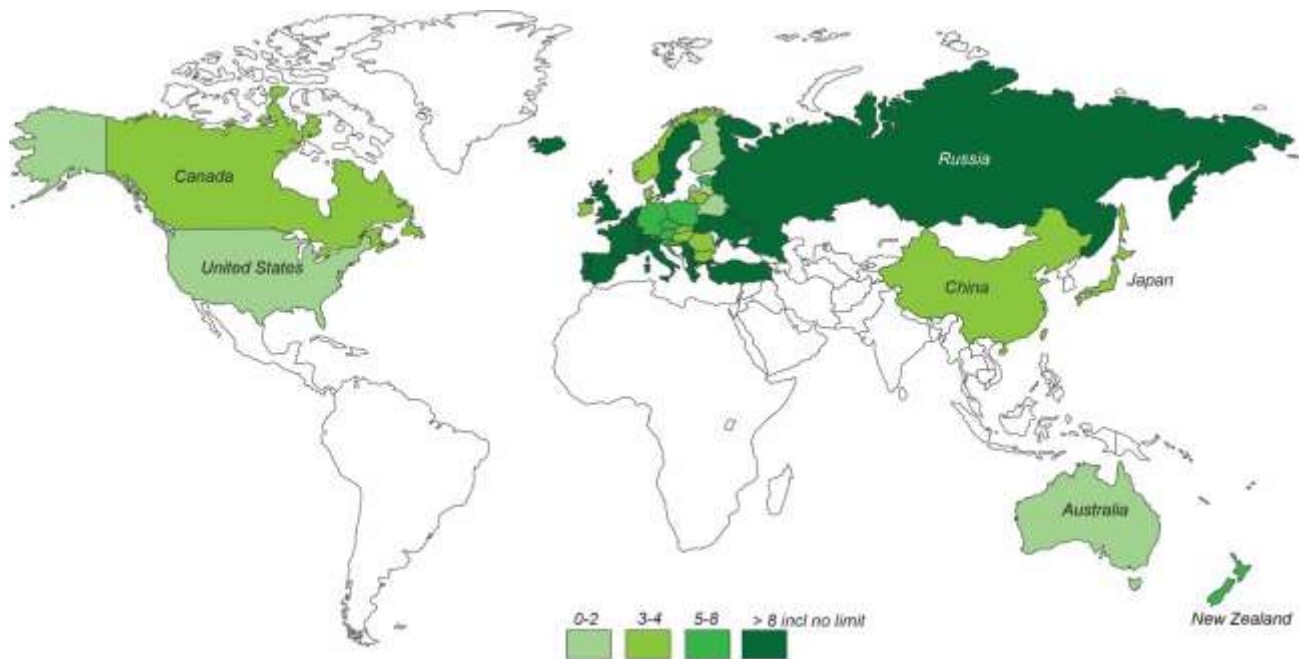 Russia
Canada
United States
China
Japan
Australia
New Zealand
0-2 3-4 5-8 > 8 incl no limit